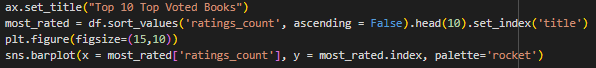 ax.set_title("Top 10 Top Voted Books")
most_rated = df.sort_values('ratings_count', ascending = False).head(10).set_index('title')
plt.figure(figsize=(15,10))
sns.barplot(x = most_rated['ratings_count'], y = most_rated.index, palette='rocket')